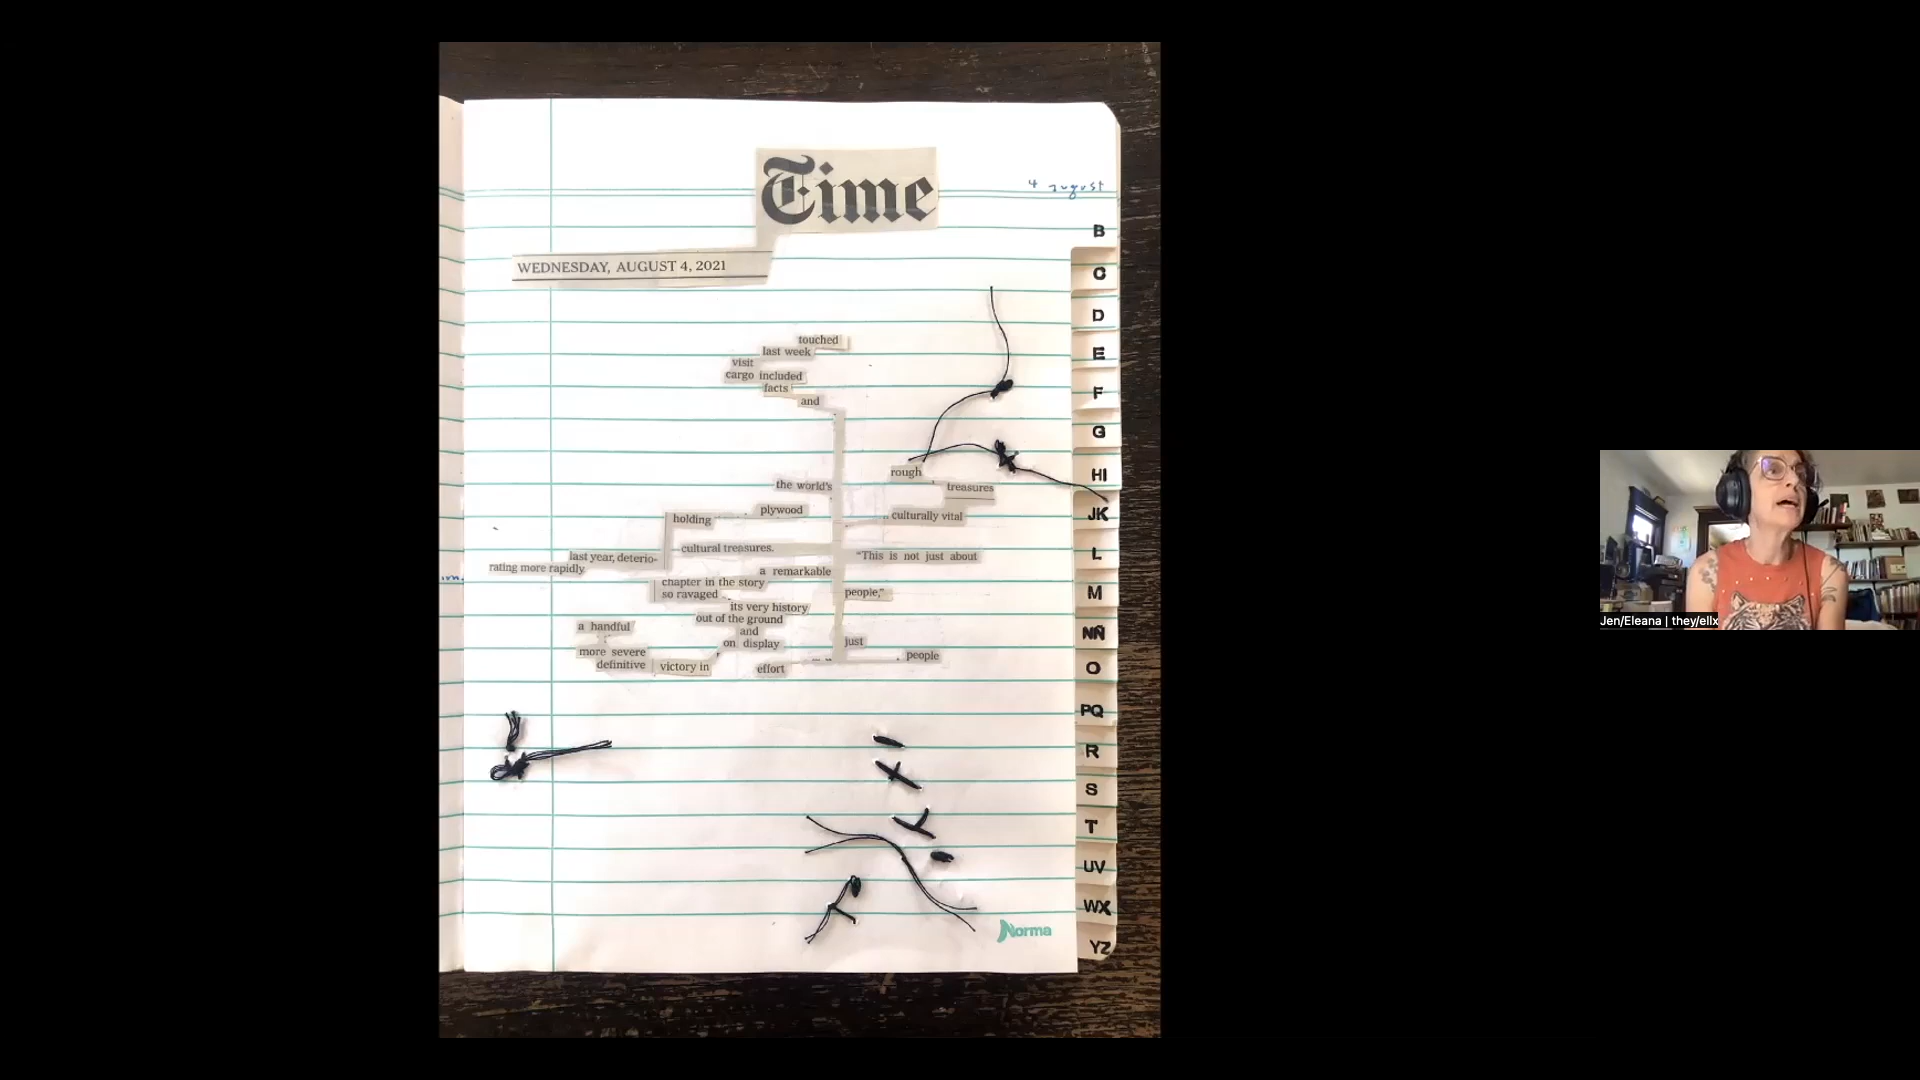 Time
4 august
WEDNESDAY, AUGUST 4, 2021
touched
last week
visit
cargo included
facts
and
rough
the world's
treasures
plywood
holding
culturally vital
cultural treasures.
"This is not just about
last year, deterio-
rating more rapidly
a remarkable
chapter in the story
so ravaged
people,"
its very history
out of the ground
a handful
and
on display
just
more severe
definitive
victory in
effort
people
B
C
D
E
F
G
HI
JK
L
M
NÑ
O
PQ
R
S
T
UV
WX
YZ
Norma
Jen/Eleana | they/ellx